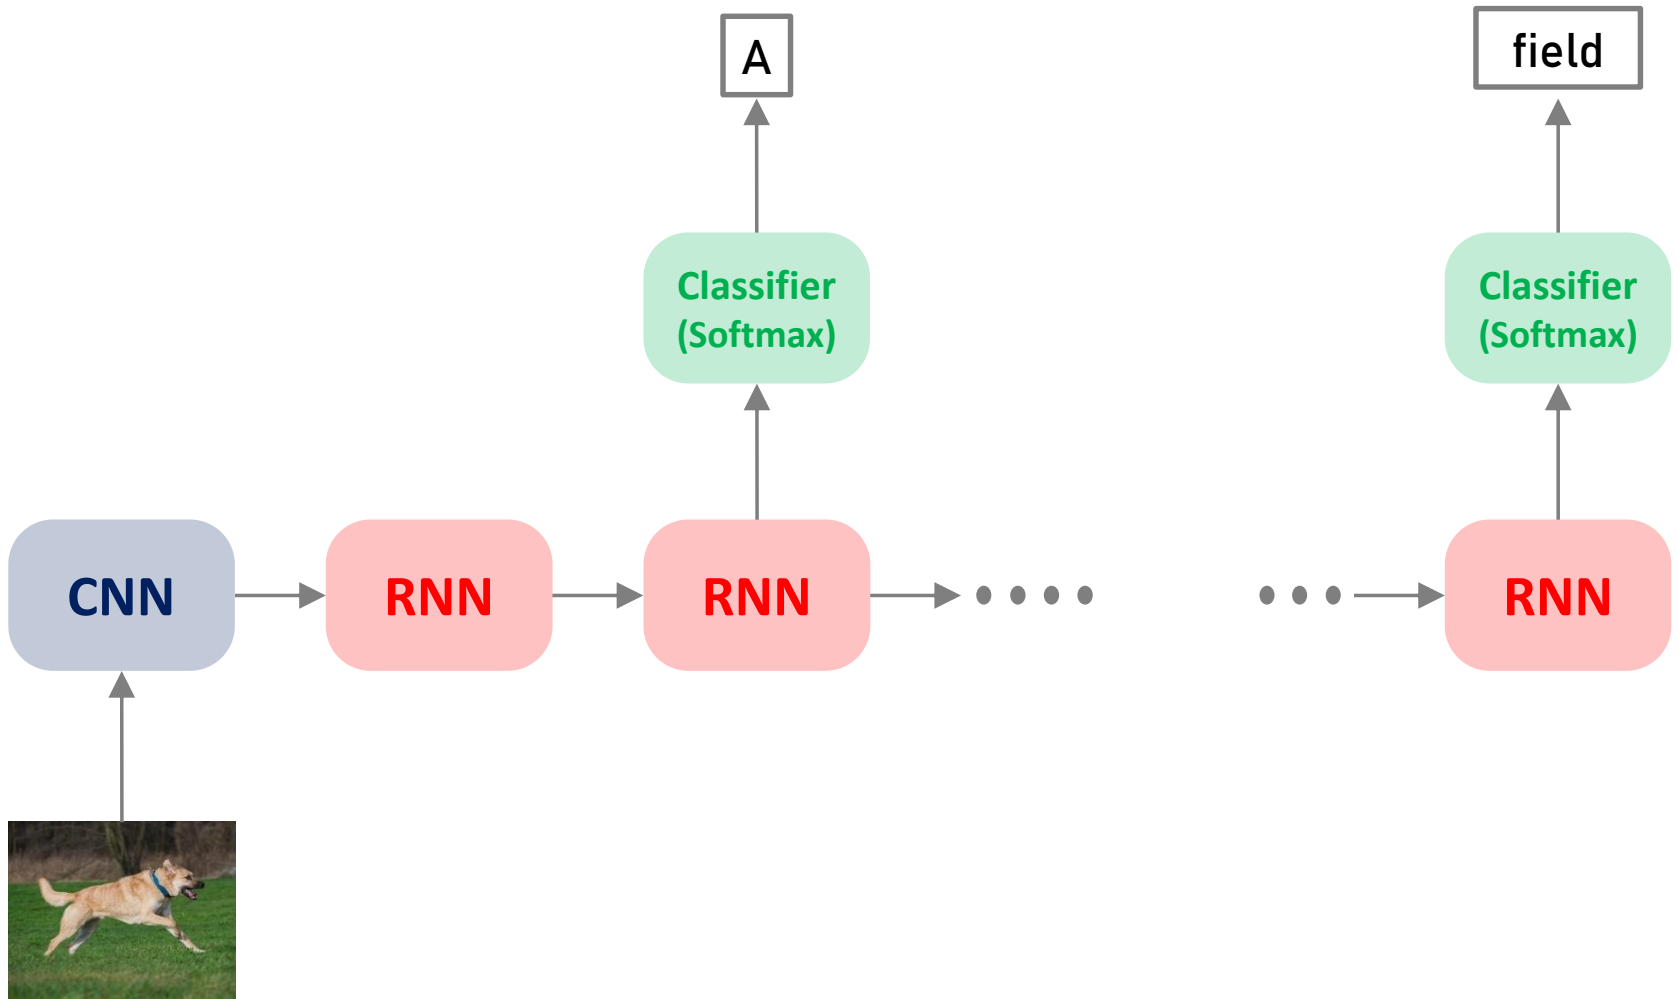 A
field
Classifier
(Softmax)
Classifier
(Softmax)
CNN
RNN
RNN
RNN